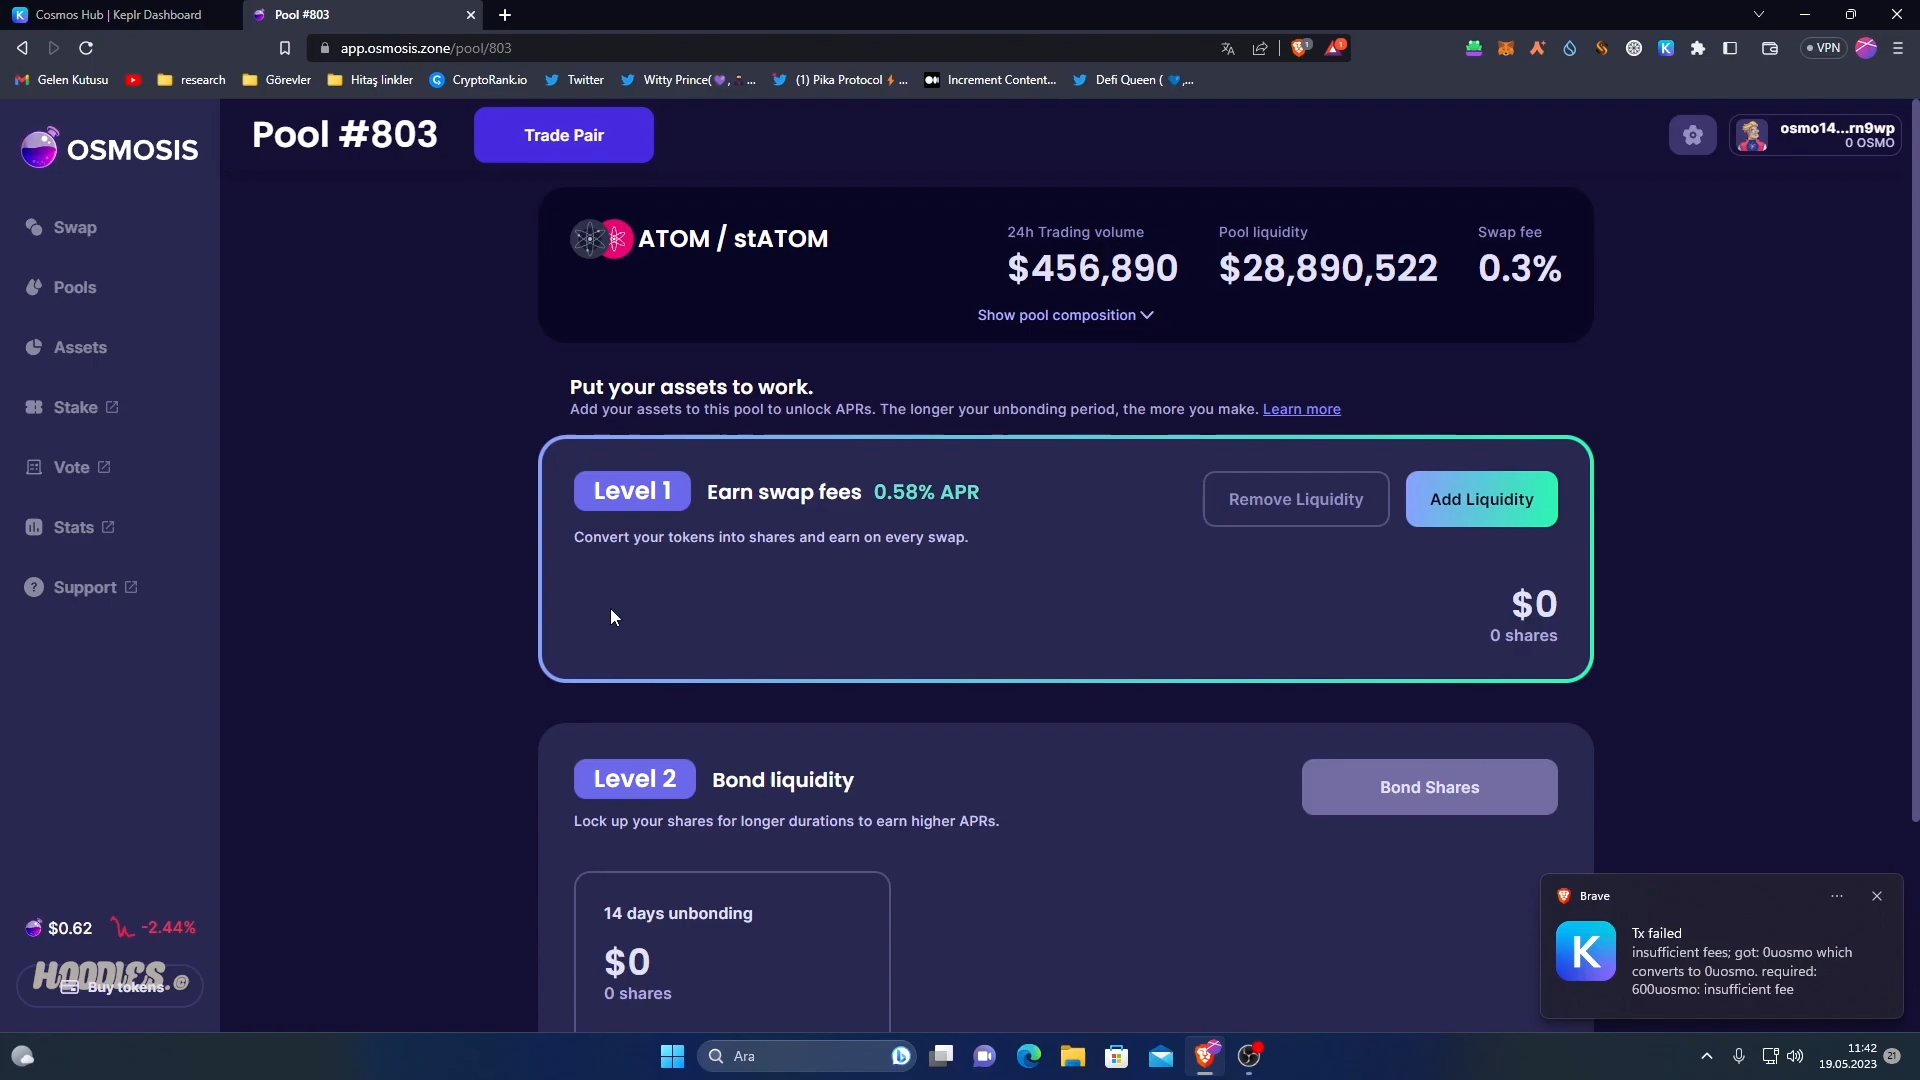 Cosmos Hub | Keplr Dashboard
Pool #803
app.osmosis.zone/pool/803
VPN
Gelen Kutusu
research
Görevler
Hitaş linkler
CryptoRank.io
Twitter
Witty Prince(💜, ...
(1) Pika Protocol⚡...
Increment Content...
Defi Queen ( 💙,...
OSMOSIS
Pool #803
Trade Pair
osmo14...rn9wp
0 OSMO
Swap
Pools
Assets
Stake
Vote
Stats
Support
ATOM / stATOM
24h Trading volume
$456,890
Pool liquidity
$28,890,522
Swap fee
0.3%
Show pool composition
Put your assets to work.
Add your assets to this pool to unlock APRs. The longer your unbonding period, the more you make. Learn more
Level 1
Earn swap fees 0.58% APR
Remove Liquidity
Add Liquidity
Convert your tokens into shares and earn on every swap.
$0
0 shares
Level 2
Bond liquidity
Bond Shares
Lock up your shares for longer durations to earn higher APRs.
14 days unbonding
$0
0 shares
$0.62
-2.44%
HOODIES.@
Buy tokens
Brave
Tx failed
insufficient fees; got: 0uosmo which
converts to 0uosmo. required:
600uosmo: insufficient fee
Ara
11:42
19.05.2023
21